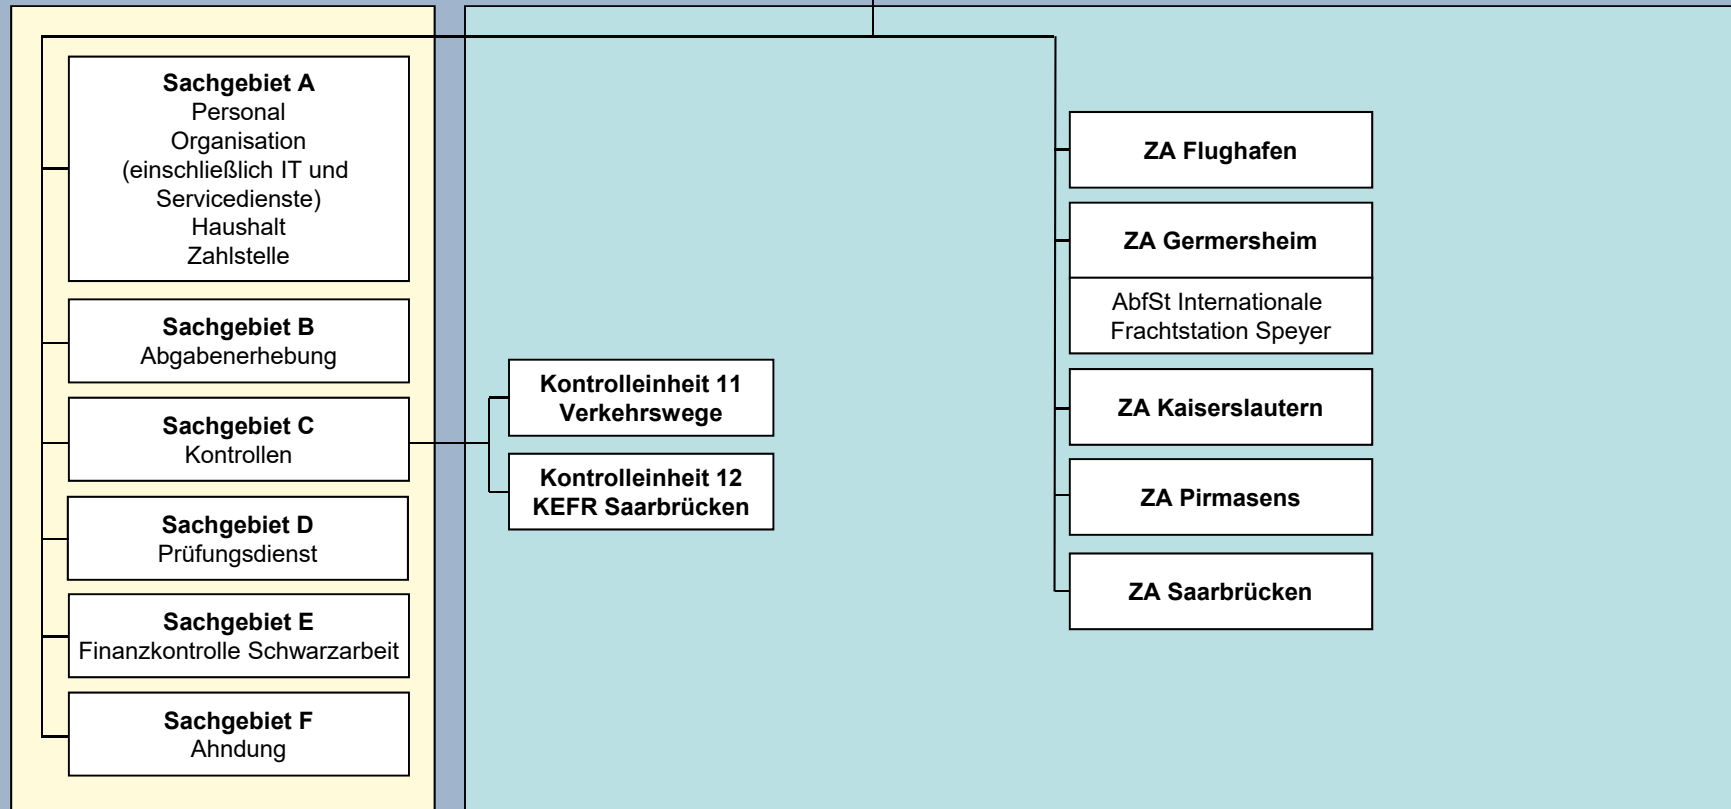 Sachgebiet A
Personal
Organisation
(einschließlich IT und
Servicedienste)
Haushalt
Zahlstelle
Sachgebiet B
Abgabenerhebung
Sachgebiet C
Kontrollen
Sachgebiet D
Prüfungsdienst
Sachgebiet E
Finanzkontrolle Schwarzarbeit
Sachgebiet F
Ahndung
Kontrolleinheit 11
Verkehrswege
Kontrolleinheit 12
KEFR Saarbrücken
ZA Flughafen
ZA Germersheim
AbfSt Internationale
Frachtstation Speyer
ZA Kaiserslautern
ZA Pirmasens
ZA Saarbrücken